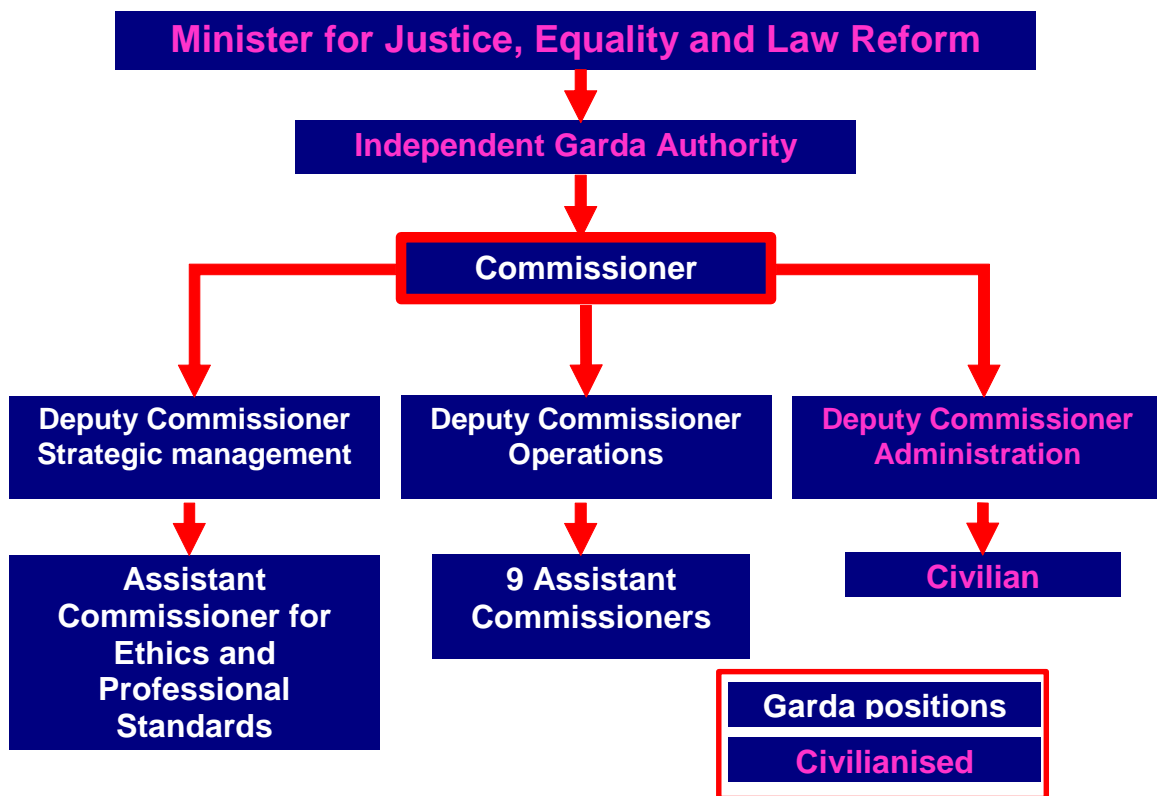 Minister for Justice, Equality and Law Reform
Independent Garda Authority
Commissioner
Deputy Commissioner
Strategic management
Deputy Commissioner
Operations
Deputy Commissioner
Administration
Assistant
Commissioner for
Ethics and
Professional
Standards
9 Assistant
Commissioners
Civilian
Garda positions
Civilianised